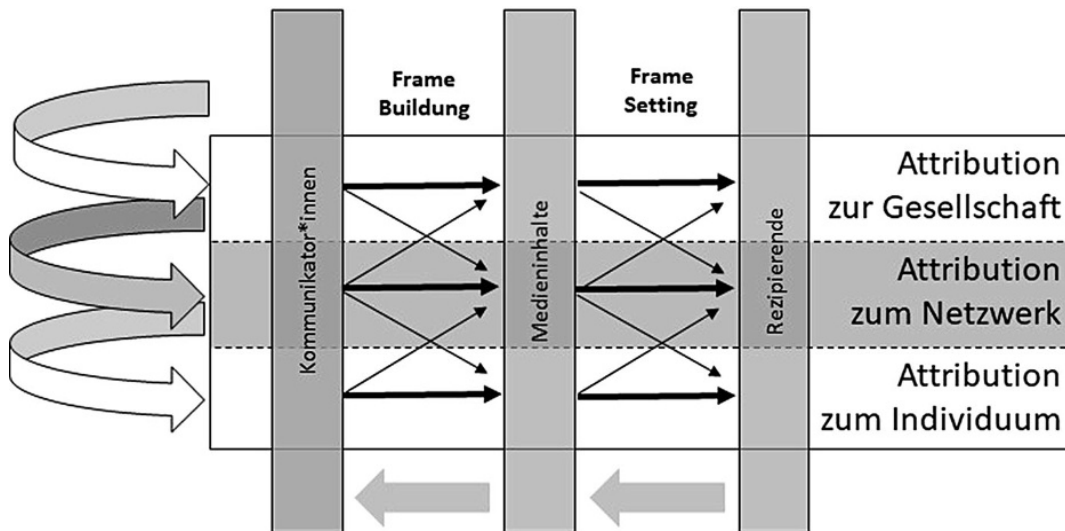 Frame
Buildung
Frame
Setting
Kommunikator*innen
Medieninhalte
Rezipierende
Attribution
zur Gesellschaft
Attribution
zum Netzwerk
Attribution
zum Individuum